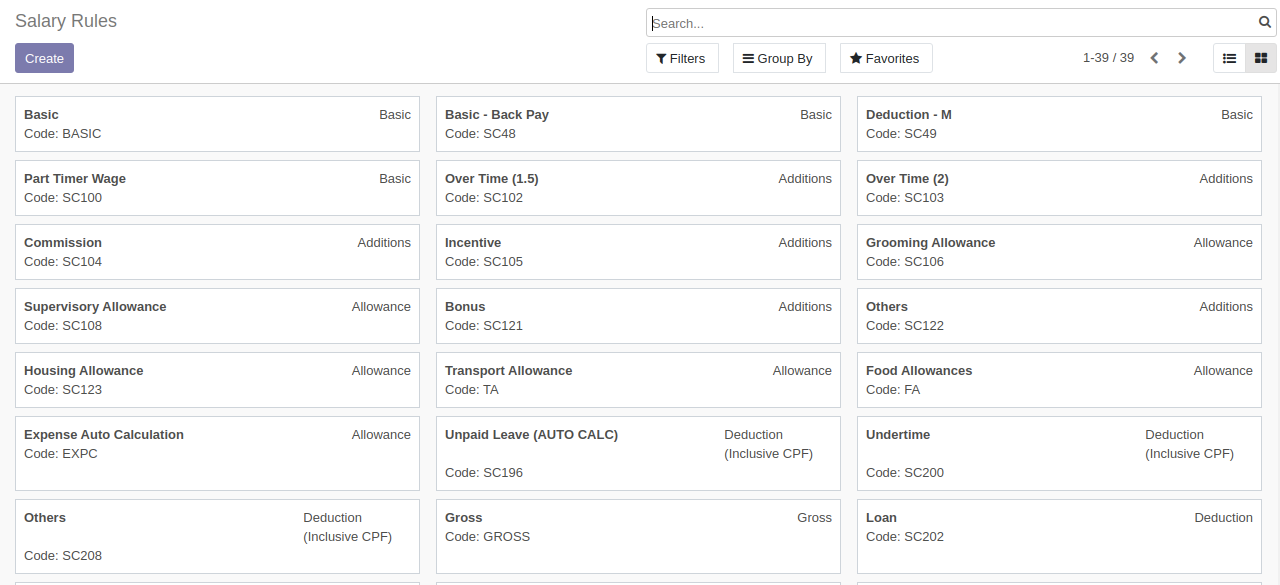 Salary Rules
Search...
Create
Filters
Group By
Favorites
1-39 / 39
Basic Basic
Code: BASIC
Basic - Back Pay Basic
Code: SC48
Deduction - M Basic
Code: SC49
Part Timer Wage Basic
Code: SC100
Over Time (1.5) Additions
Code: SC102
Over Time (2) Additions
Code: SC103
Commission Additions
Code: SC104
Incentive Additions
Code: SC105
Grooming Allowance Allowance
Code: SC106
Supervisory Allowance Allowance
Code: SC108
Bonus Additions
Code: SC121
Others Additions
Code: SC122
Housing Allowance Allowance
Code: SC123
Transport Allowance Allowance
Code: TA
Food Allowances Allowance
Code: FA
Expense Auto Calculation Allowance
Code: EXPC
Unpaid Leave (AUTO CALC) Deduction
(Inclusive CPF)
Code: SC196
Undertime Deduction
(Inclusive CPF)
Code: SC200
Others Deduction
(Inclusive CPF)
Code: SC208
Gross Gross
Code: GROSS
Loan Deduction
Code: SC202